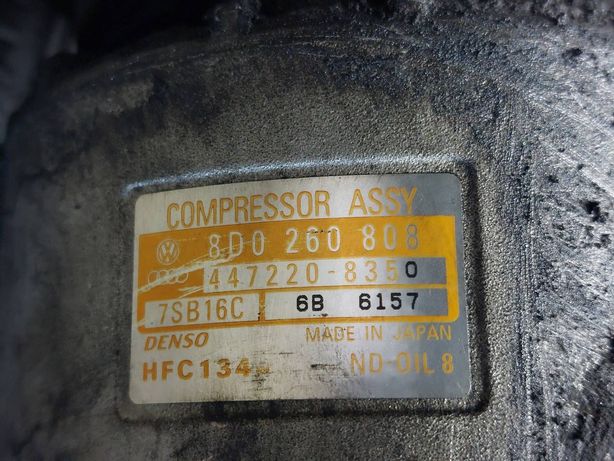 COMPRESSOR ASSY
8D0 260 808
447220-8350
7SB16C 6B 6157
DENSO MADE IN JAPAN
HFC134 ND-OIL 8